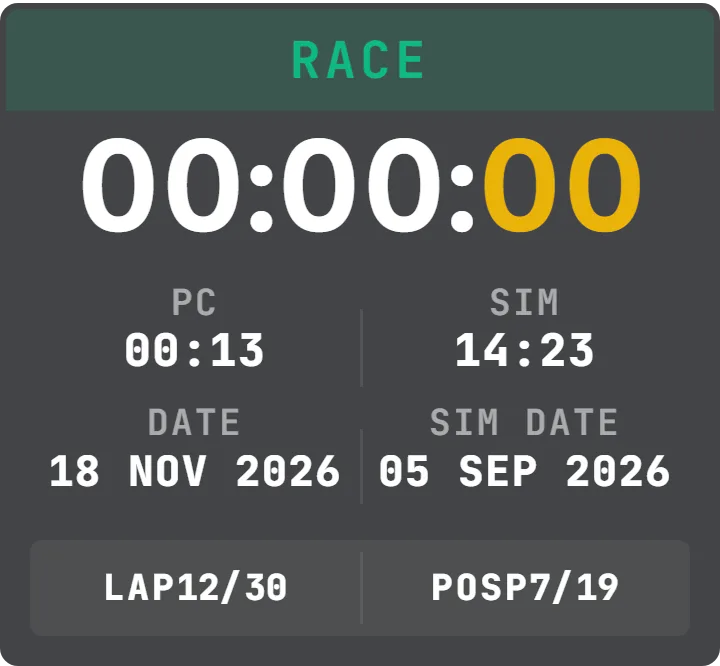 RACE
00:00:00
PC SIM
00:13 14:23
DATE SIM DATE
18 NOV 2026 05 SEP 2026
LAP12/30 POSP7/19